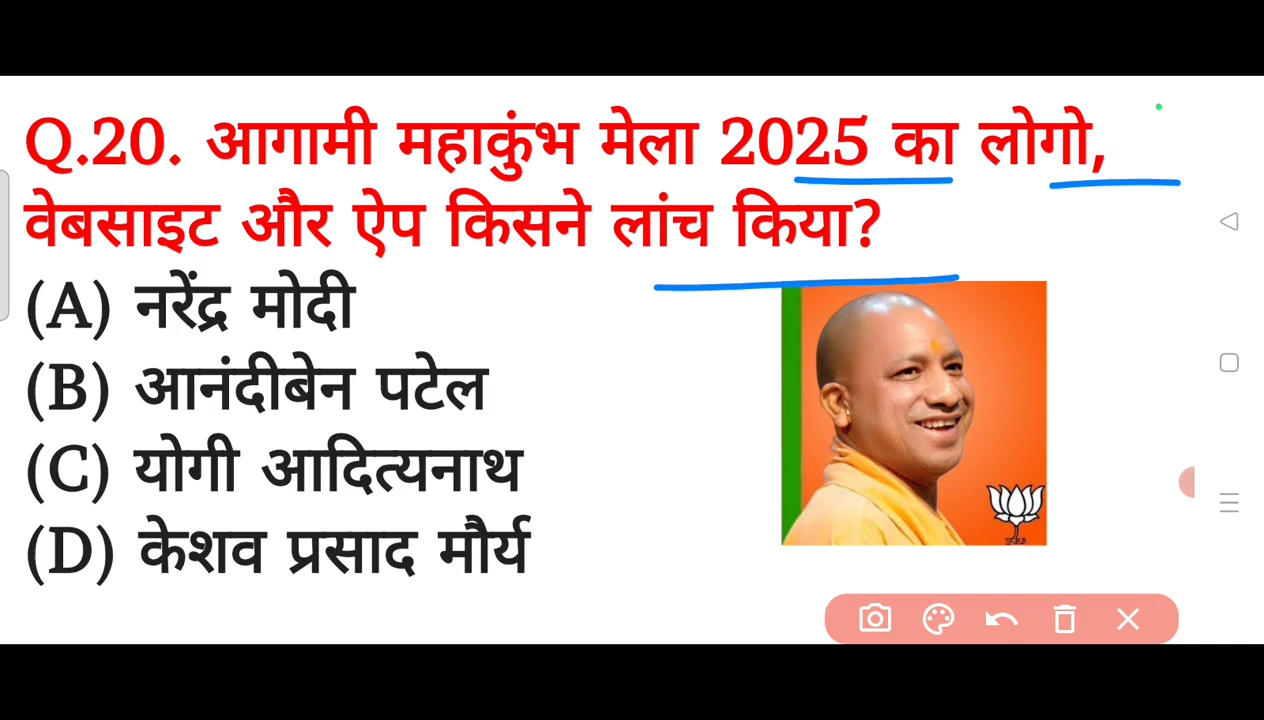 Q.20. आगामी महाकुंभ मेला 2025 का लोगो,
वेबसाइट और ऐप किसने लांच किया?
(A) नरेंद्र मोदी
(B) आनंदीबेन पटेल
(C) योगी आदित्यनाथ
(D) केशव प्रसाद मौर्य